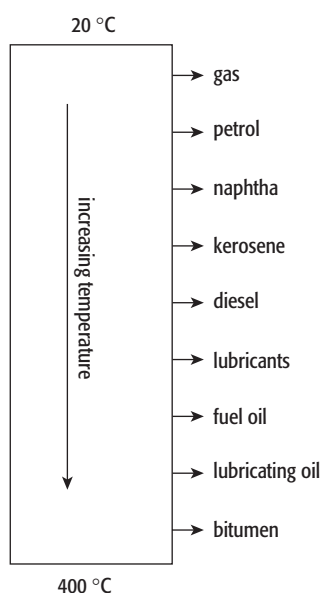 20 °C
gas
petrol
naphtha
kerosene
increasing temperature
diesel
lubricants
fuel oil
lubricating oil
bitumen
400 °C